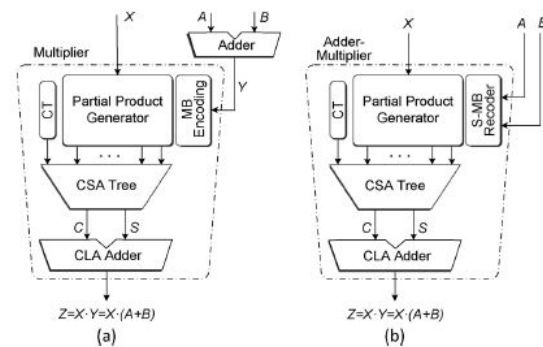 A
B
Adder
X
Multiplier
Y
CT
Partial Product
Generator
MB
Encoding
. . .
CSA Tree
C
S
CLA Adder
Z=X·Y=X·(A+B)
(a)
X
A
B
Adder-
Multiplier
CT
Partial Product
Generator
S-MB
Recoder
. . .
CSA Tree
C
S
CLA Adder
Z=X·Y=X·(A+B)
(b)